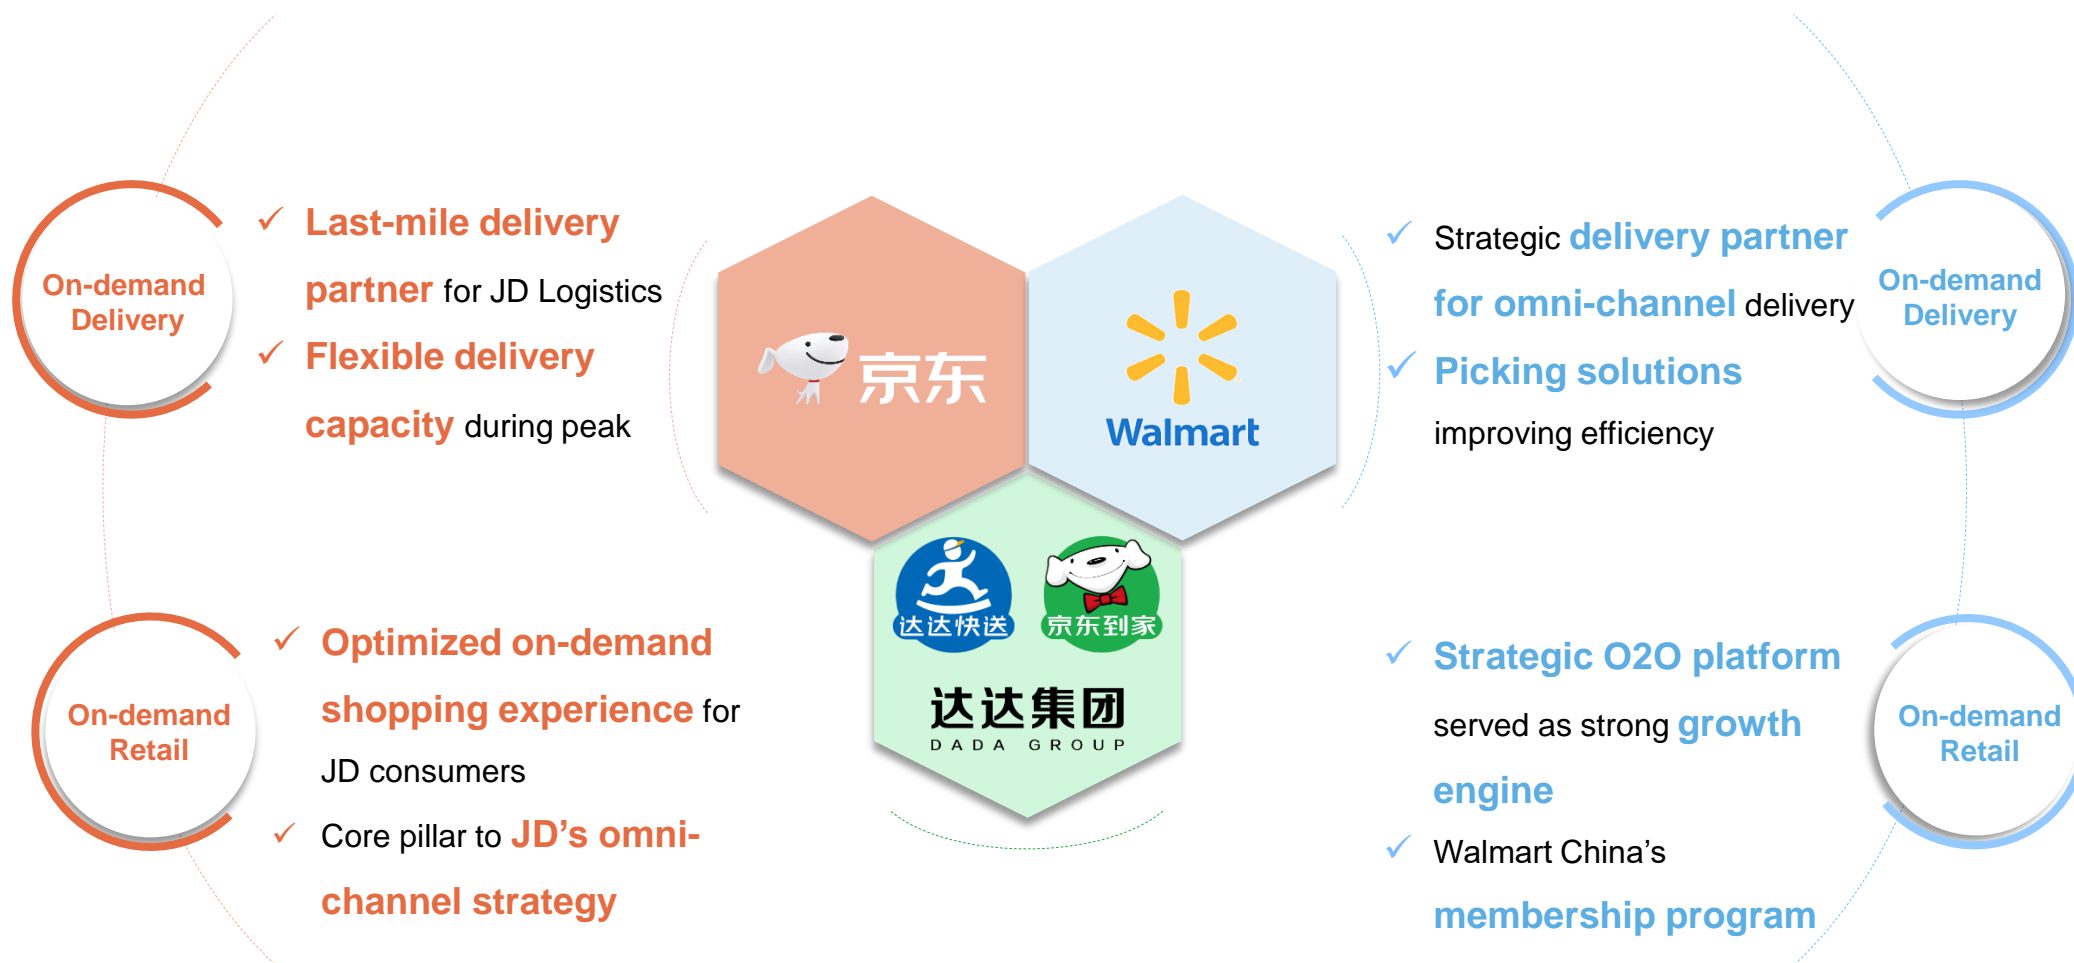 On-demand
Delivery
✓ Last-mile delivery
partner for JD Logistics
✓ Flexible delivery
capacity during peak
On-demand
Retail
✓ Optimized on-demand
shopping experience for
JD consumers
✓ Core pillar to JD’s omni-
channel strategy
京东
Walmart
达达快送
京东到家
达达集团
DADA GROUP
✓ Strategic delivery partner
for omni-channel delivery
✓ Picking solutions
improving efficiency
On-demand
Delivery
✓ Strategic O2O platform
served as strong growth
engine
✓ Walmart China’s
membership program
On-demand
Retail